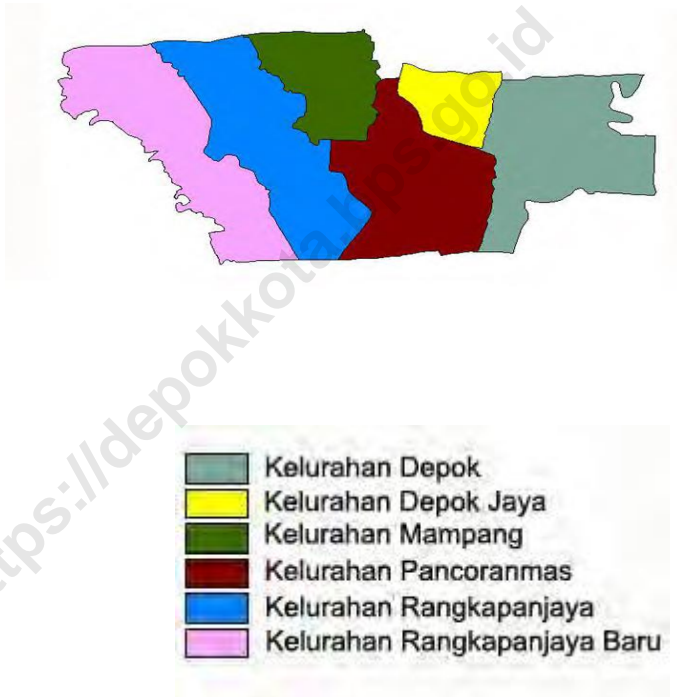 https://depokkota.bps.go.id
Kelurahan Depok
Kelurahan Depok Jaya
Kelurahan Mampang
Kelurahan Pancoranmas
Kelurahan Rangkapanjaya
Kelurahan Rangkapanjaya Baru